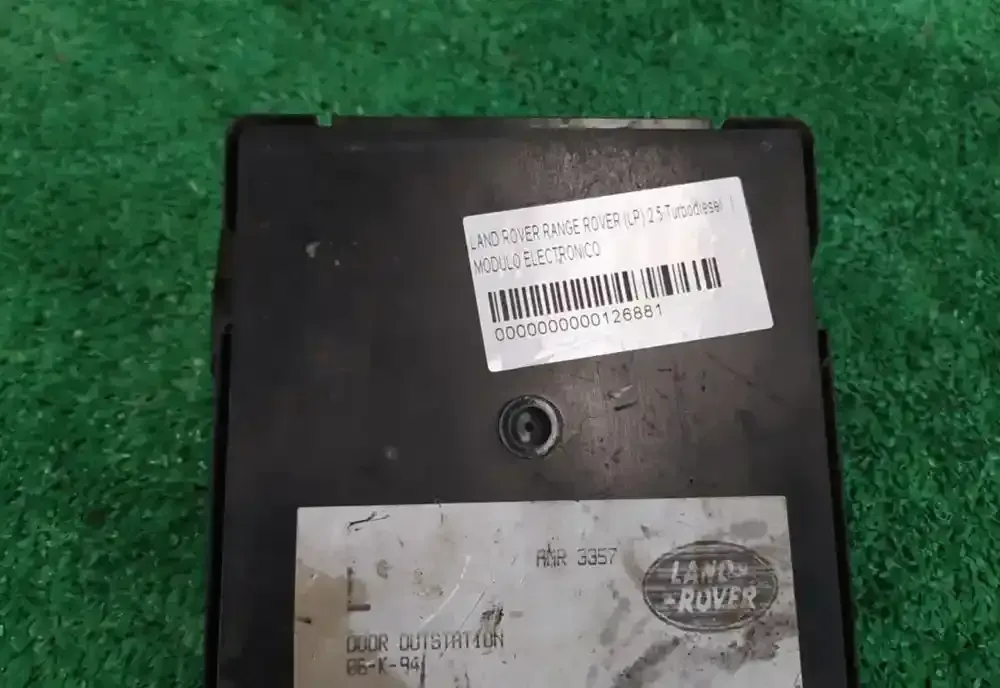 LAND ROVER RANGE ROVER (LP) 2.5 Turbodiesel |
MODULO ELECTRONICO
0000000000126881
AMR 3357
LAND
ROVER
L
DOOR OUTSTATION
06-K-94